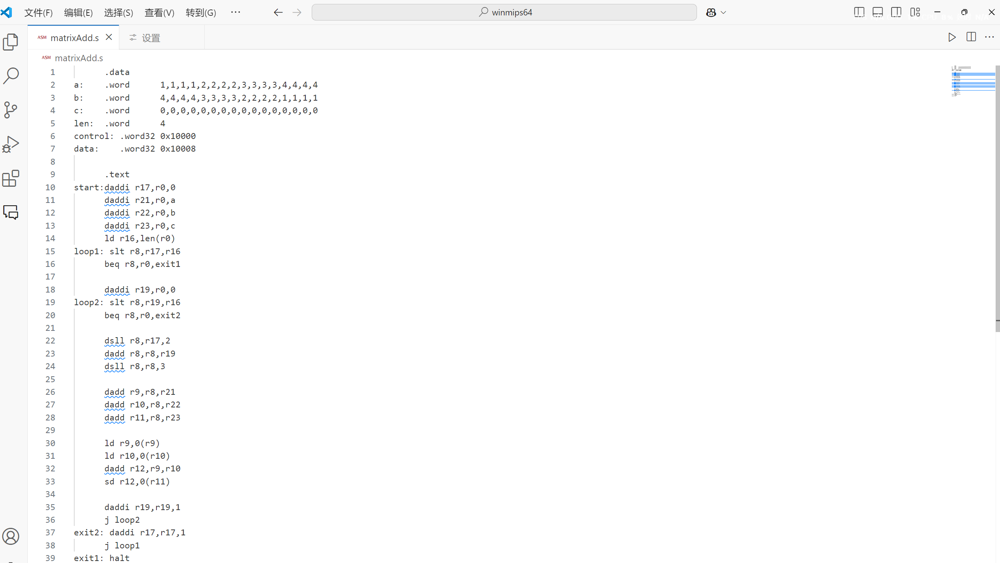 文件(F) 编辑(E) 选择(S) 查看(V) 转到(G) ··· winmips64
ASM matrixAdd.s 设置
ASM matrixAdd.s
1 .data
2 a: .word 1,1,1,1,2,2,2,2,3,3,3,3,4,4,4,4
3 b: .word 4,4,4,4,3,3,3,3,2,2,2,2,1,1,1,1
4 c: .word 0,0,0,0,0,0,0,0,0,0,0,0,0,0,0,0
5 len: .word 4
6 control: .word32 0x10000
7 data: .word32 0x10008
8
9 .text
10 start:daddi r17,r0,0
11 daddi r21,r0,a
12 daddi r22,r0,b
13 daddi r23,r0,c
14 ld r16,len(r0)
15 loop1: slt r8,r17,r16
16 beq r8,r0,exit1
17
18 daddi r19,r0,0
19 loop2: slt r8,r19,r16
20 beq r8,r0,exit2
21
22 dsll r8,r17,2
23 dadd r8,r8,r19
24 dsll r8,r8,3
25
26 dadd r9,r8,r21
27 dadd r10,r8,r22
28 dadd r11,r8,r23
29
30 ld r9,0(r9)
31 ld r10,0(r10)
32 dadd r12,r9,r10
33 sd r12,0(r11)
34
35 daddi r19,r19,1
36 j loop2
37 exit2: daddi r17,r17,1
38 j loop1
39 exit1: halt